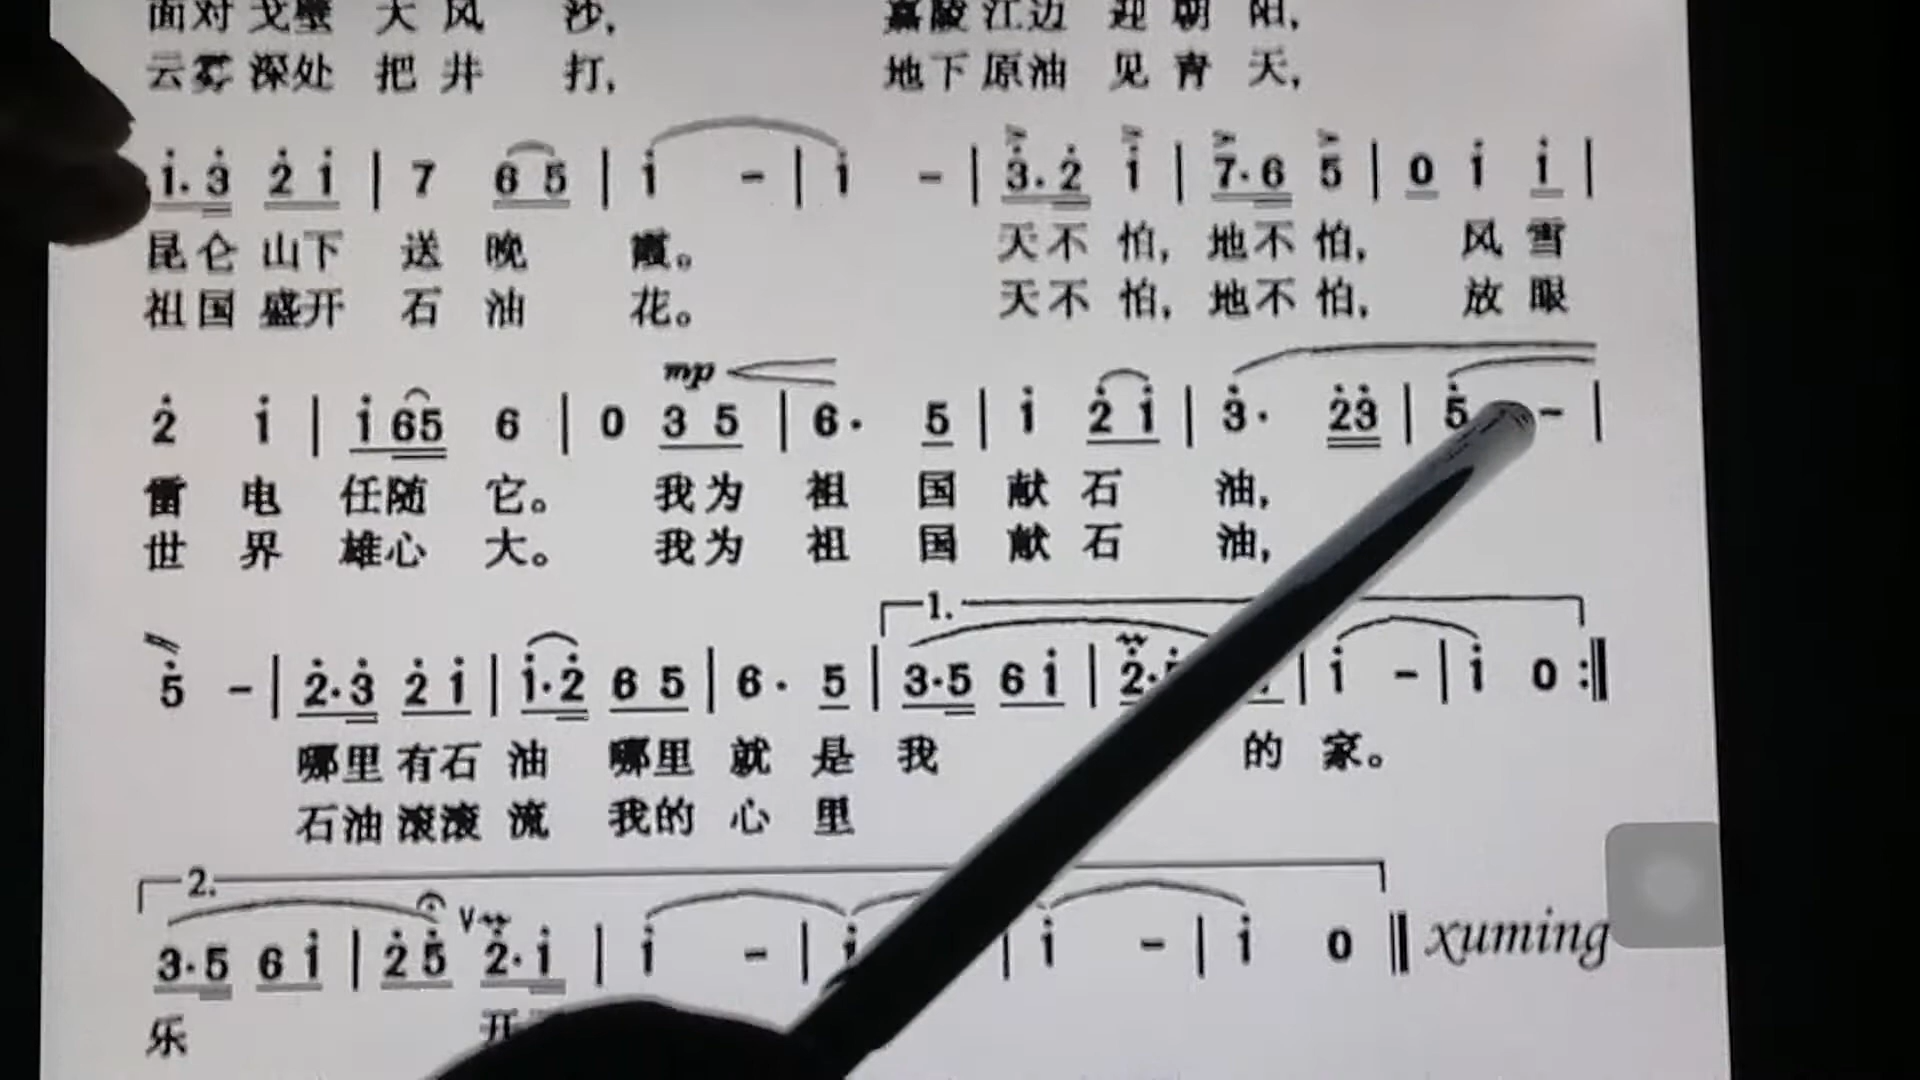 面对戈壁 大风 沙, 嘉陵江边 迎朝阳,
云雾深处 把井 打, 地下原油 见青天,
i. 3 2 i | 7 6 5 | i - | i - | 3. 2 i | 7. 6 5 | 0 i i |
昆仑山下 送晚 霞。 天不怕, 地不怕, 风雪
祖国盛开 石油 花。 天不怕, 地不怕, 放眼
mp
2 i | i 6 5 6 | 0 3 5 | 6. 5 | i 2 i | 3. 2 3 | 5 - |
雷电 任随它。 我为 祖国 献石油,
世界 雄心大。 我为 祖国 献石油,
1.
5 - | 2. 3 2 i | i. 2 6 5 | 6. 5 | 3. 5 6 i | 2. | i - | i 0 :‖
哪里有石油 哪里就是我 的家。
石油滚滚流 我的心里
2.
3. 5 6 i | 2 5 V 2. i | i - | i | i - | i 0 ‖ xuming
乐 开